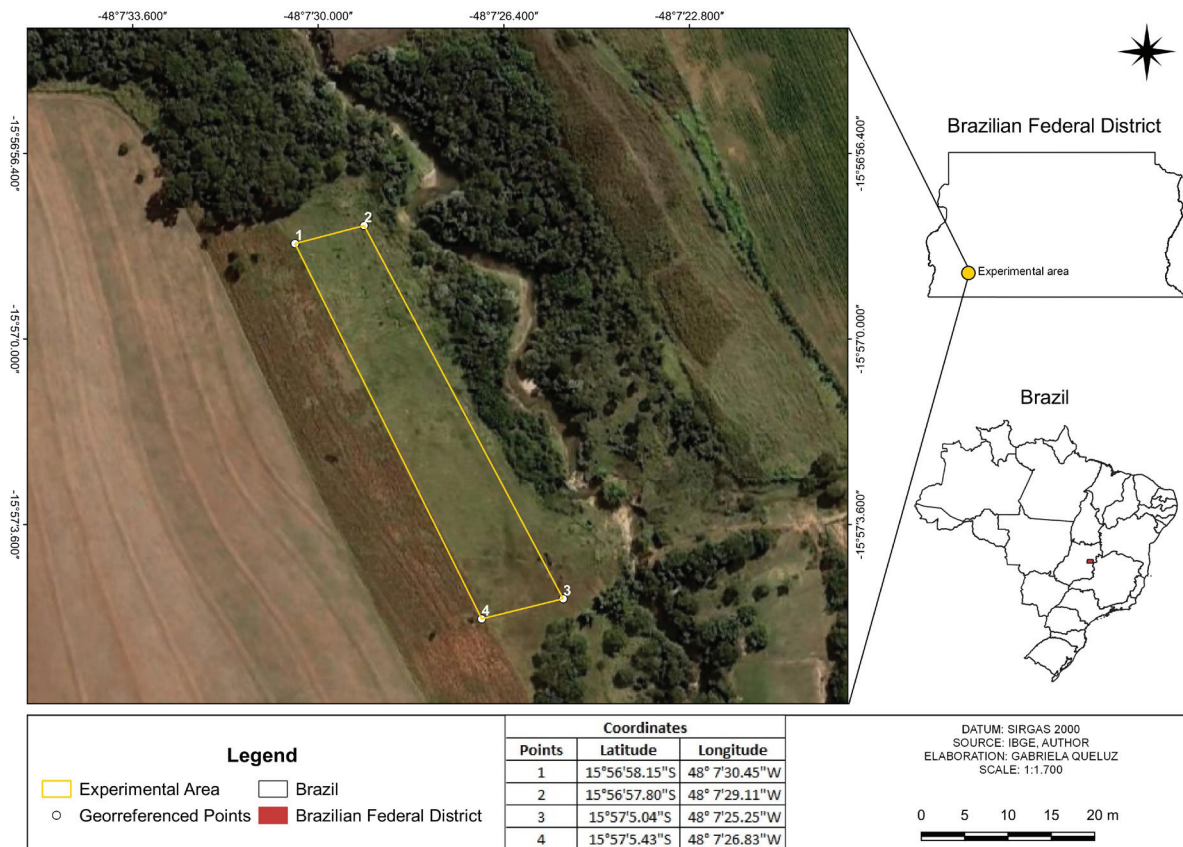 -48°7'33.600" -48°7'30.000" -48°7'26.400" -48°7'22.800"
-15°56'56.400"
-15°57'0.000"
-15°57'3.600"
1
2
3
4
-15°56'56.400"
-15°57'0.000"
-15°57'3.600"
Brazilian Federal District
Experimental area
Brazil
Legend
Experimental Area
Brazil
Georreferenced Points
Brazilian Federal District
Coordinates
Points Latitude Longitude
1 15°56'58.15"S 48° 7'30.45"W
2 15°56'57.80"S 48° 7'29.11"W
3 15°57'5.04"S 48° 7'25.25"W
4 15°57'5.43"S 48° 7'26.83"W
DATUM: SIRGAS 2000
SOURCE: IBGE, AUTHOR
ELABORATION: GABRIELA QUELUZ
SCALE: 1:1.700
0 5 10 15 20 m